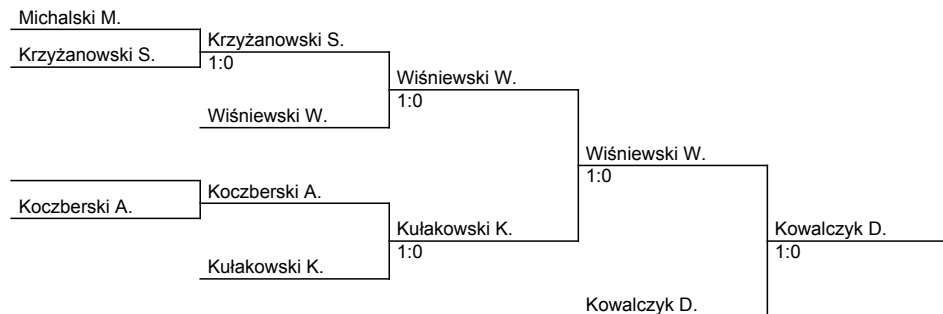 Michalski M.
Krzyżanowski S.
Krzyżanowski S.
1:0
Wiśniewski W.
1:0
Wiśniewski W.
Wiśniewski W.
1:0
Koczberski A.
Koczberski A.
Kułakowski K.
1:0
Kowalczyk D.
1:0
Kułakowski K.
Kowalczyk D.